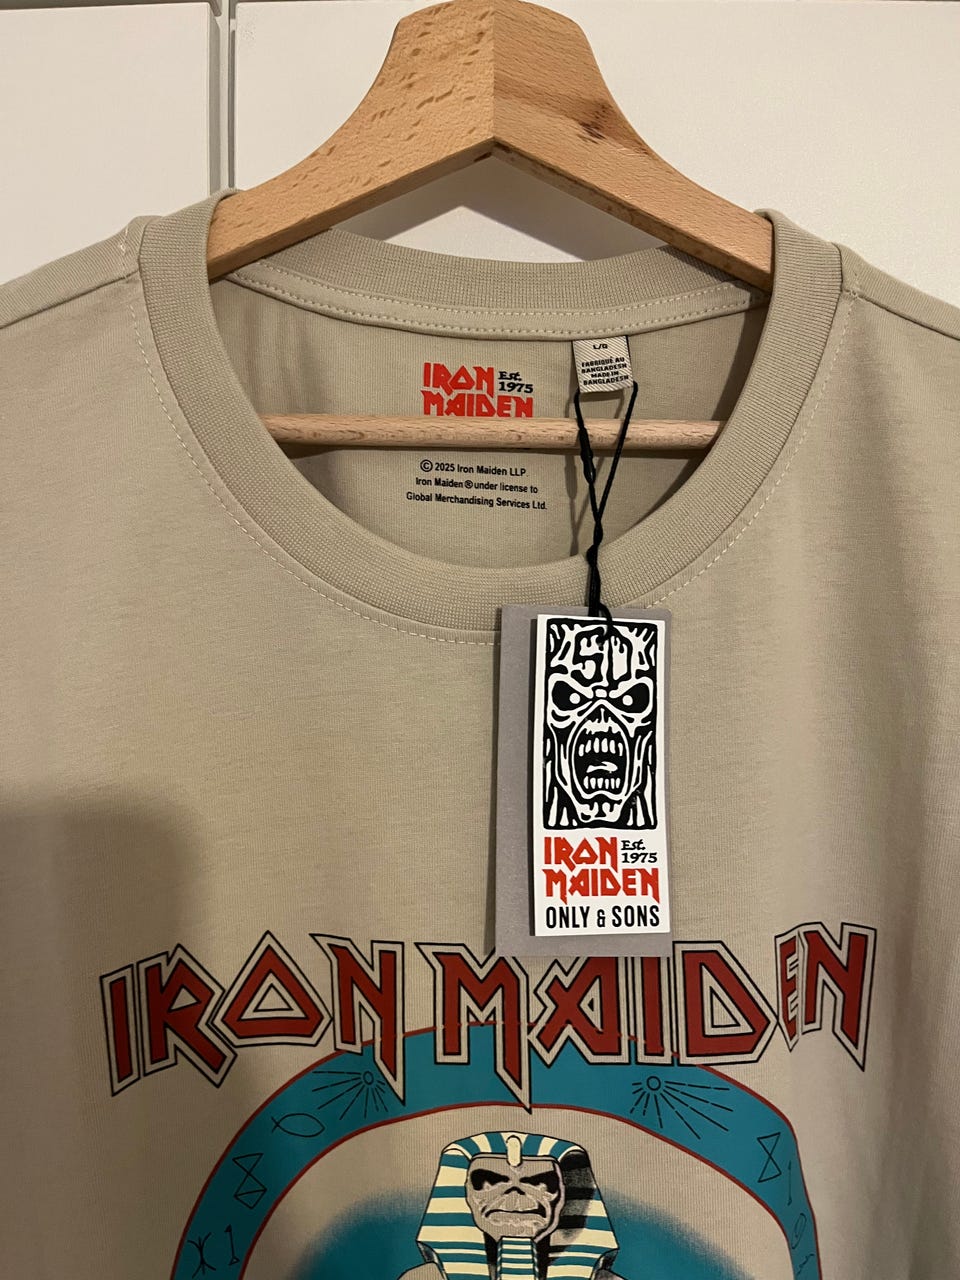 IRON Est.
1975
MAIDEN
© 2025 Iron Maiden LLP.
Iron Maiden ® under license to
Global Merchandising Services Ltd.
L/G
FABRIQUÉ AU
BANGLADESH
MADE IN
BANGLADESH
50
IRON Est.
1975
MAIDEN
ONLY & SONS
IRON MAIDEN